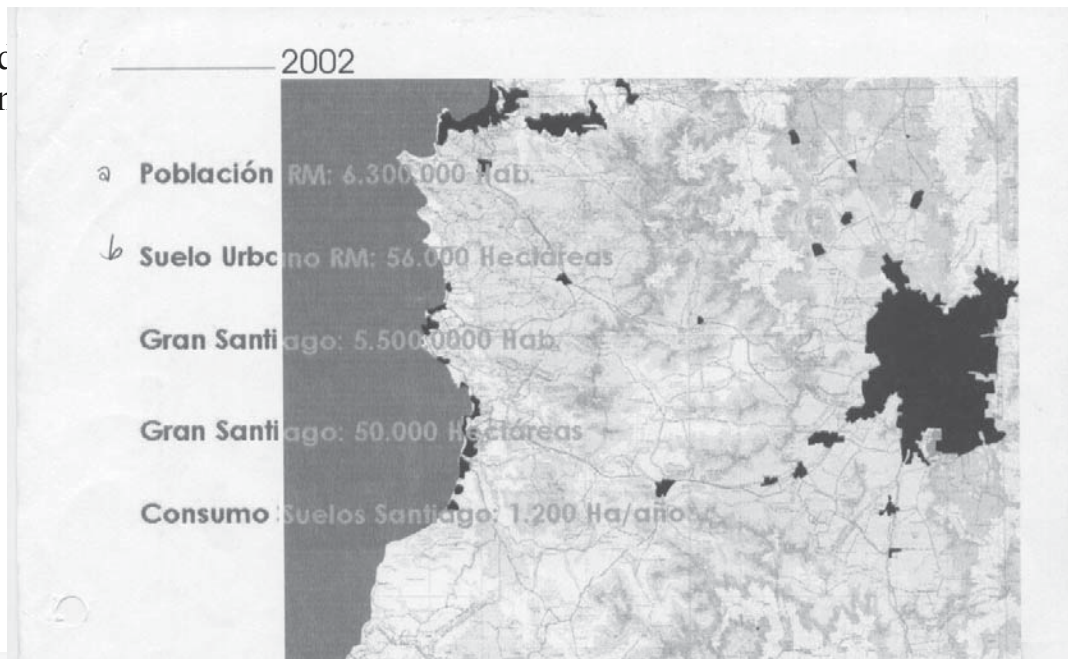 2002
a Población RM: 6.300.000 Hab.
b Suelo Urbano RM: 56.000 Hectáreas
Gran Santiago: 5.500.0000 Hab.
Gran Santiago: 50.000 Hectáreas
Consumo Suelos Santiago: 1.200 Ha/año